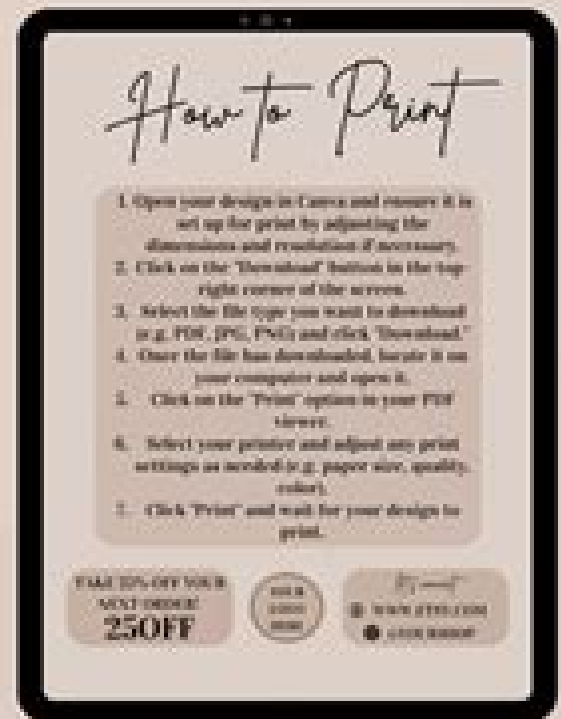 How to Print
1. Open your design in Canva and ensure it is
set up for print by adjusting the
dimensions and resolution if necessary.
2. Click on the "Download" button in the top-
right corner of the screen.
3. Select the file type you want to download
(e.g. PDF, JPG, PNG) and click "Download."
4. Once the file has downloaded, locate it on
your computer and open it.
5. Click on the "Print" option in your PDF
viewer.
6. Select your printer and adjust any print
settings as needed (e.g. paper size, quality,
color).
7. Click "Print" and wait for your design to
print.
TAKE 25% OFF YOUR
NEXT ORDER!
25OFF
YOUR
LOGO
HERE
WWW.ETSY.COM
@YOURSHOP